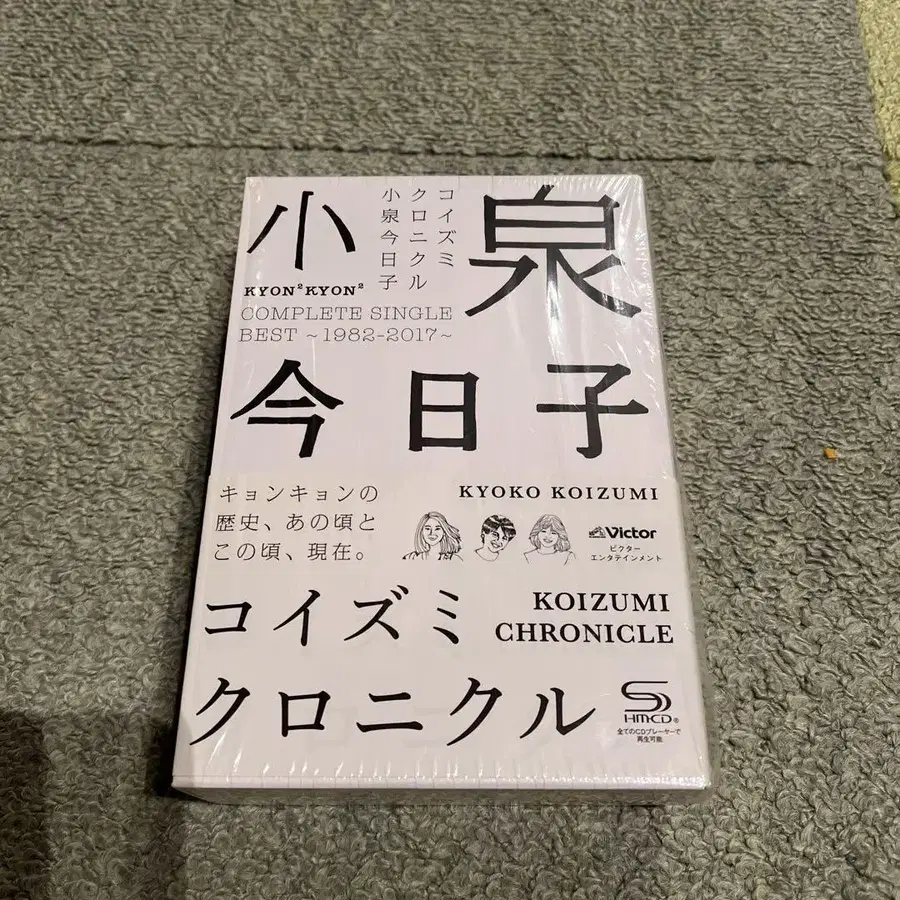 小泉
コイズミ
クロニクル
小泉今日子
KYON²KYON²
COMPLETE SINGLE
BEST ~1982-2017~
今日子
キョンキョンの
歴史、あの頃と
この頃、現在。
KYOKO KOIZUMI
Victor
ビクター
エンタテインメント
コイズミ
クロニクル
KOIZUMI
CHRONICLE
HM-CD®
全てのCDプレーヤーで
再生可能